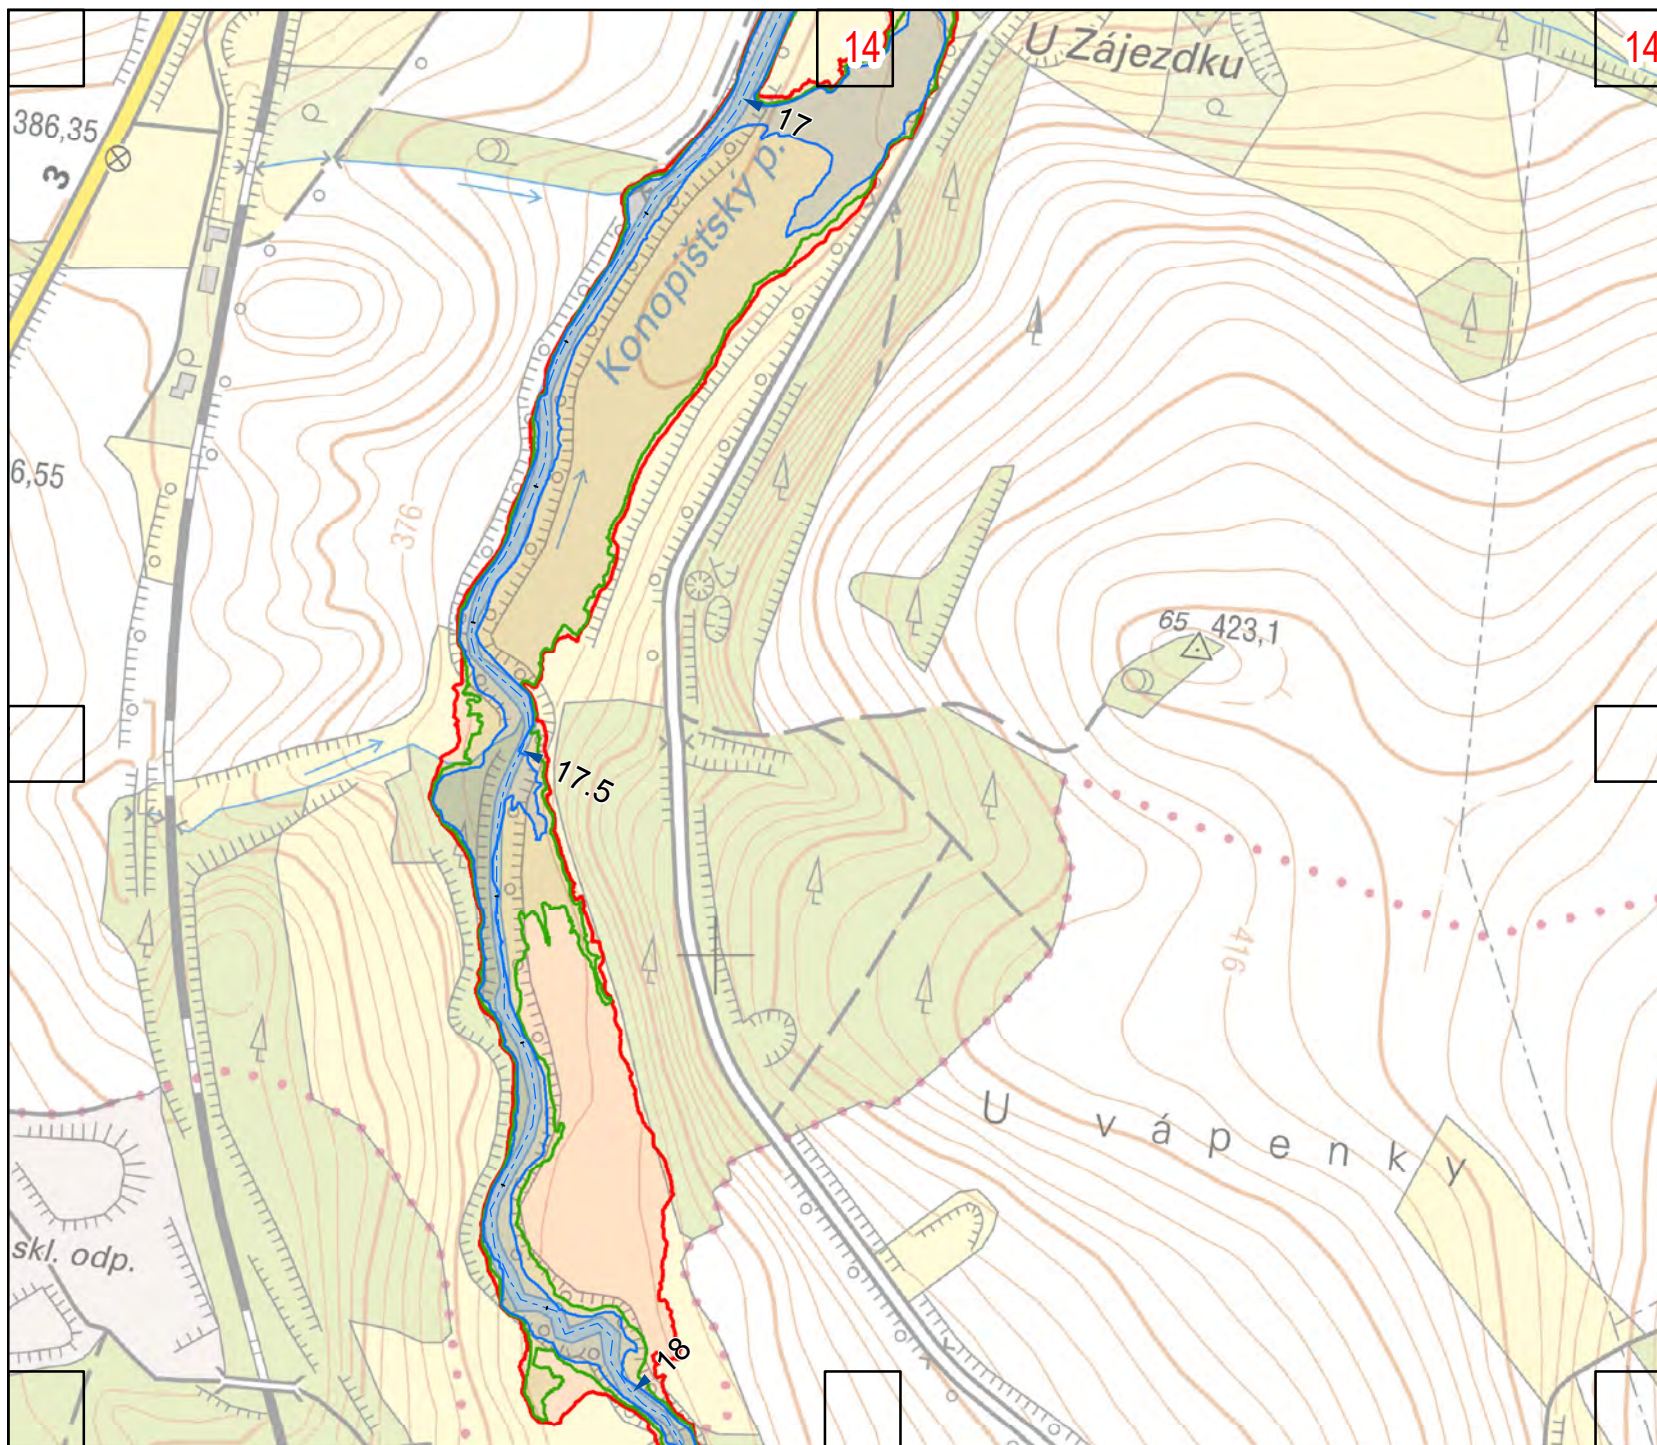 14
14
U Zájezdku
386,35
17
3
Konopišťský p.
6,55
376
65 423,1
17.5
416
U vápenky
skl. odp.
18